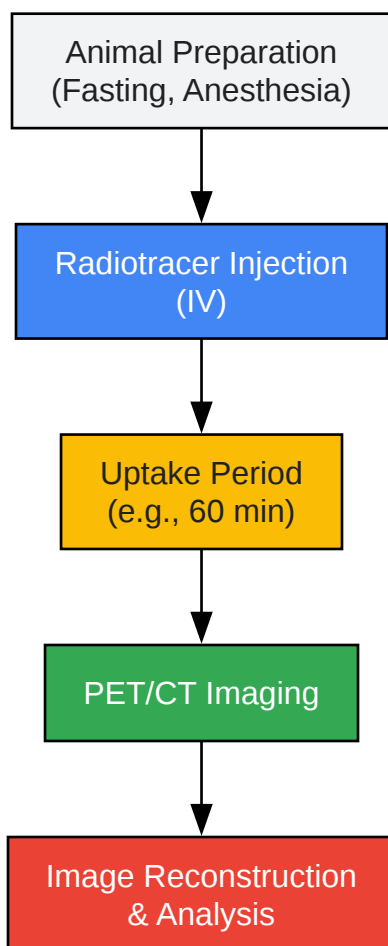 Animal Preparation
(Fasting, Anesthesia)
Radiotracer Injection
(IV)
Uptake Period
(e.g., 60 min)
PET/CT Imaging
Image Reconstruction
& Analysis